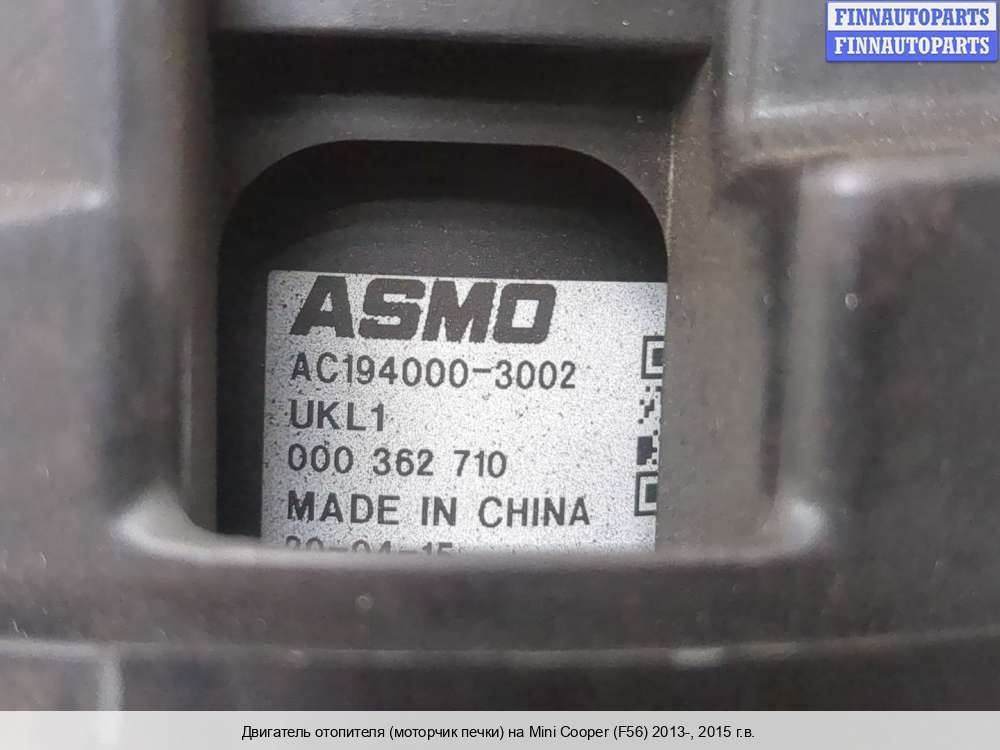 FINNAUTOPARTS
FINNAUTOPARTS
ASMO
AC194000-3002
UKL1
000 362 710
MADE IN CHINA
Двигатель отопителя (моторчик печки) на Mini Cooper (F56) 2013-, 2015 г.в.